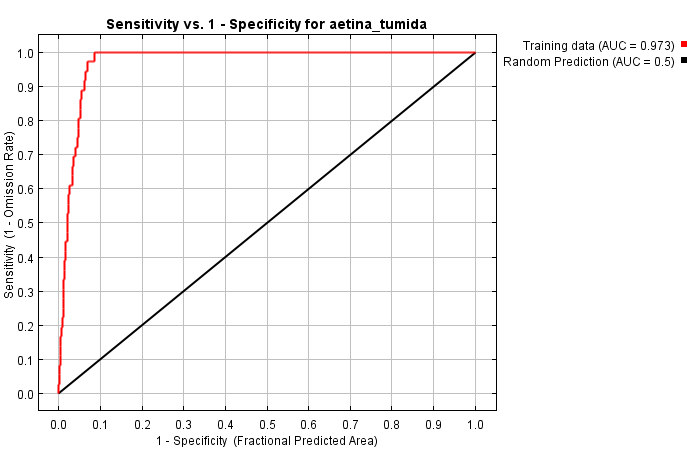 Sensitivity vs. 1 - Specificity for aetina_tumida
Training data (AUC = 0.973)
Random Prediction (AUC = 0.5)
Sensitivity (1 - Omission Rate)
1.0
0.9
0.8
0.7
0.6
0.5
0.4
0.3
0.2
0.1
0.0
0.0 0.1 0.2 0.3 0.4 0.5 0.6 0.7 0.8 0.9 1.0
1 - Specificity (Fractional Predicted Area)